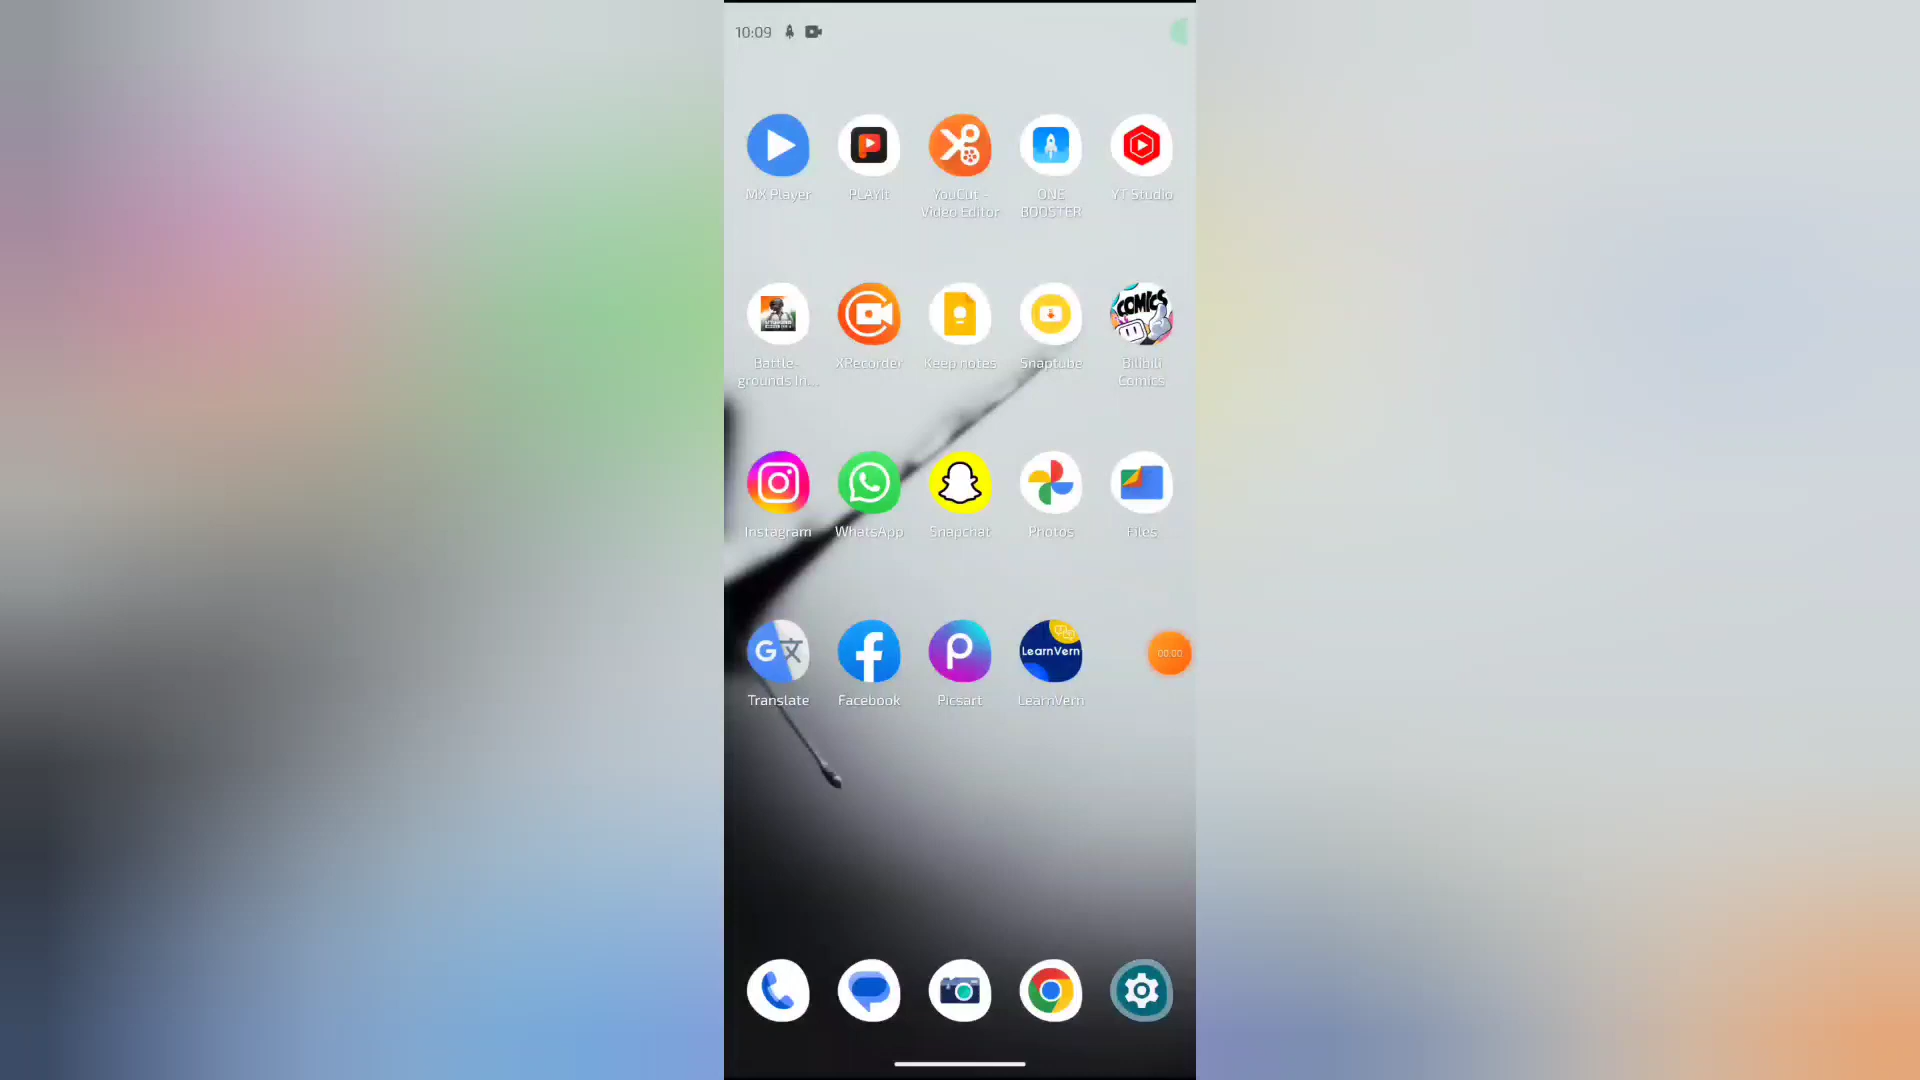 10:09
MX Player
PLAYit
YouCut -
Video Editor
ONE
BOOSTER
YT Studio
Battle-
grounds In...
XRecorder
Keep notes
Snaptube
COMICS
Bilibili
Comics
Instagram
WhatsApp
Snapchat
Photos
Files
LearnVern
00:00
Translate
Facebook
Picsart
LearnVern